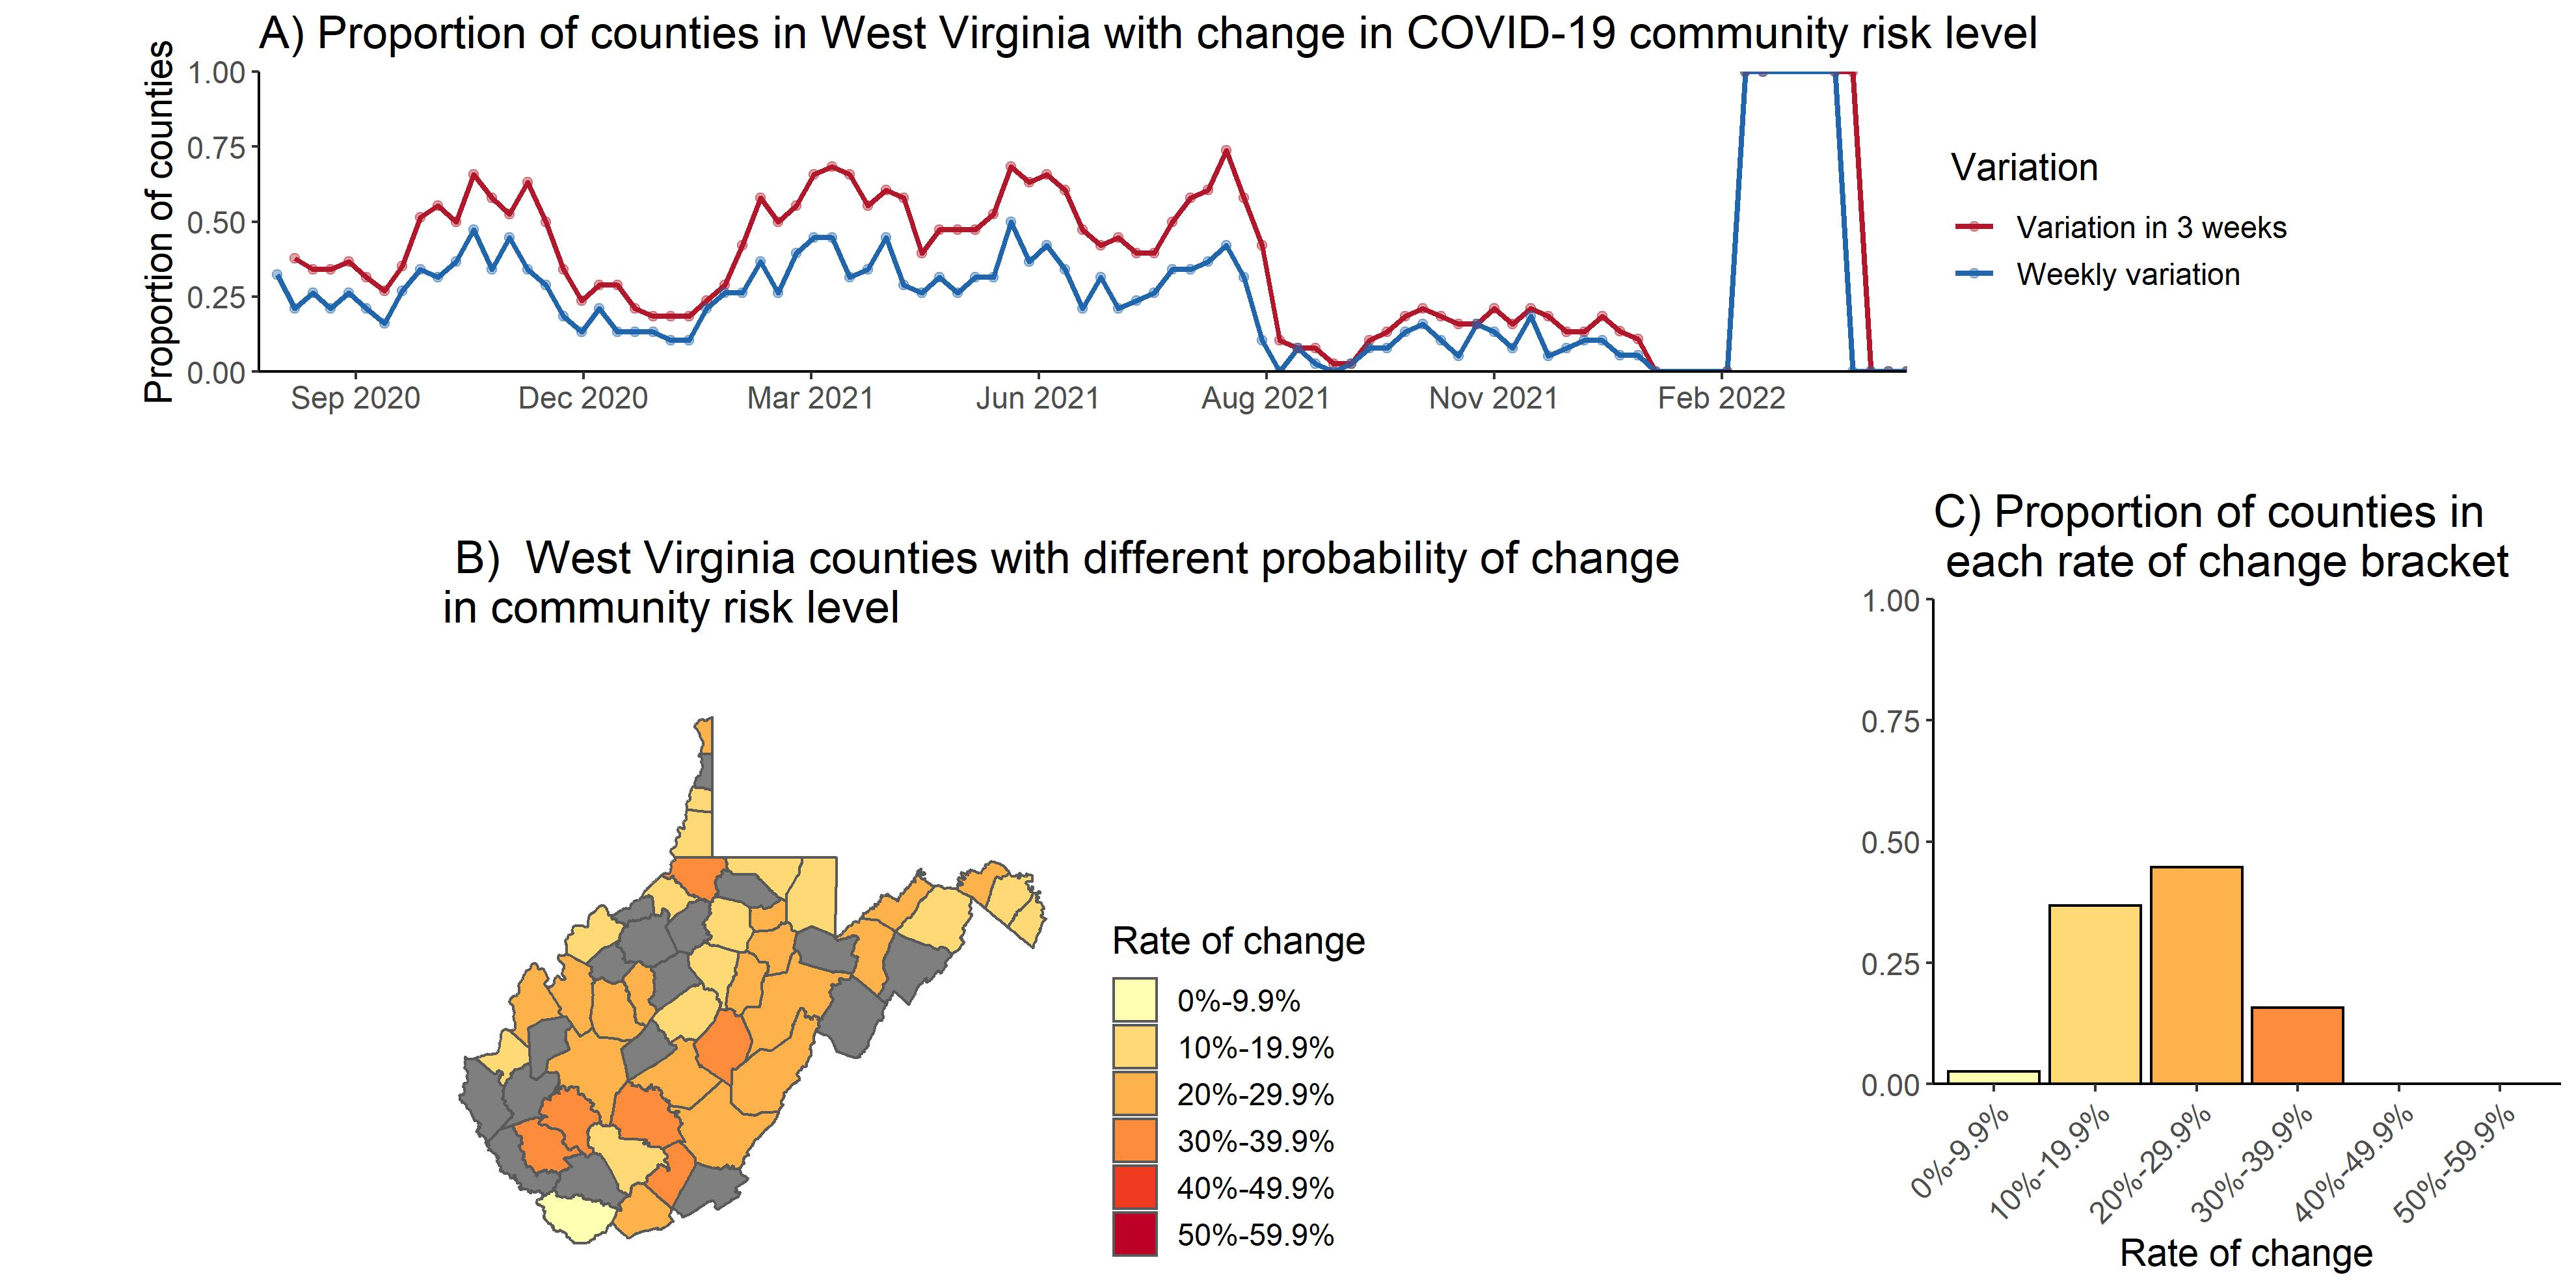 A) Proportion of counties in West Virginia with change in COVID-19 community risk level
Proportion of counties
1.00
0.75
0.50
0.25
0.00
Sep 2020 Dec 2020 Mar 2021 Jun 2021 Aug 2021 Nov 2021 Feb 2022
Variation
Variation in 3 weeks
Weekly variation
B) West Virginia counties with different probability of change
in community risk level
Rate of change
0%-9.9%
10%-19.9%
20%-29.9%
30%-39.9%
40%-49.9%
50%-59.9%
C) Proportion of counties in
each rate of change bracket
1.00
0.75
0.50
0.25
0.00
0%-9.9% 10%-19.9% 20%-29.9% 30%-39.9% 40%-49.9% 50%-59.9%
Rate of change